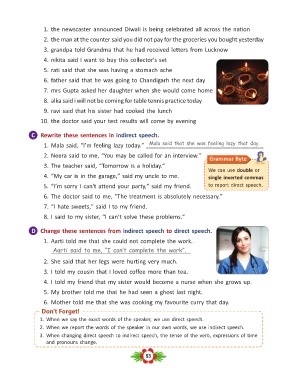 1. the newscaster announced Diwali is being celebrated all across the nation
2. the man at the counter said you did not pay for the groceries you bought yesterday
3. grandpa told Grandma that he had received letters from Lucknow
4. nikita said I want to buy this collector's set
5. rati said that she was having a stomach ache
6. father said that he was going to Chandigarh the next day
7. mrs Gupta asked her daughter when she would come home
8. alka said i will not be coming for table tennis practice today
9. ravi said that his sister had cooked the lunch
10. the doctor said your test results will come by evening
C Rewrite these sentences in indirect speech.
1. Mala said, "I'm feeling lazy today." Mala said that she was feeling lazy that day.
2. Neera said to me, "You may be called for an interview."
3. The teacher said, "Tomorrow is a holiday."
4. "My car is in the garage," said my uncle to me.
5. "I'm sorry I can't attend your party," said my friend.
6. The doctor said to me, "The treatment is absolutely necessary."
7. "I hate sweets," said I to my friend.
8. I said to my sister, "I can't solve these problems."
Grammar Byte
We can use double or
single inverted commas
to report direct speech.
D Change these sentences from indirect speech to direct speech.
1. Aarti told me that she could not complete the work.
Aarti said to me, "I can't complete the work".
2. She said that her legs were hurting very much.
3. I told my cousin that I loved coffee more than tea.
4. I told my friend that my sister would become a nurse when she grows up.
5. My brother told me that he had seen a ghost last night.
6. Mother told me that she was cooking my favourite curry that day.
Don't Forget!
1. When we say the exact words of the speaker, we use direct speech.
2. When we report the words of the speaker in our own words, we use indirect speech.
3. When changing direct speech to indirect speech, the tense of the verb, expressions of time
and pronouns change.
93